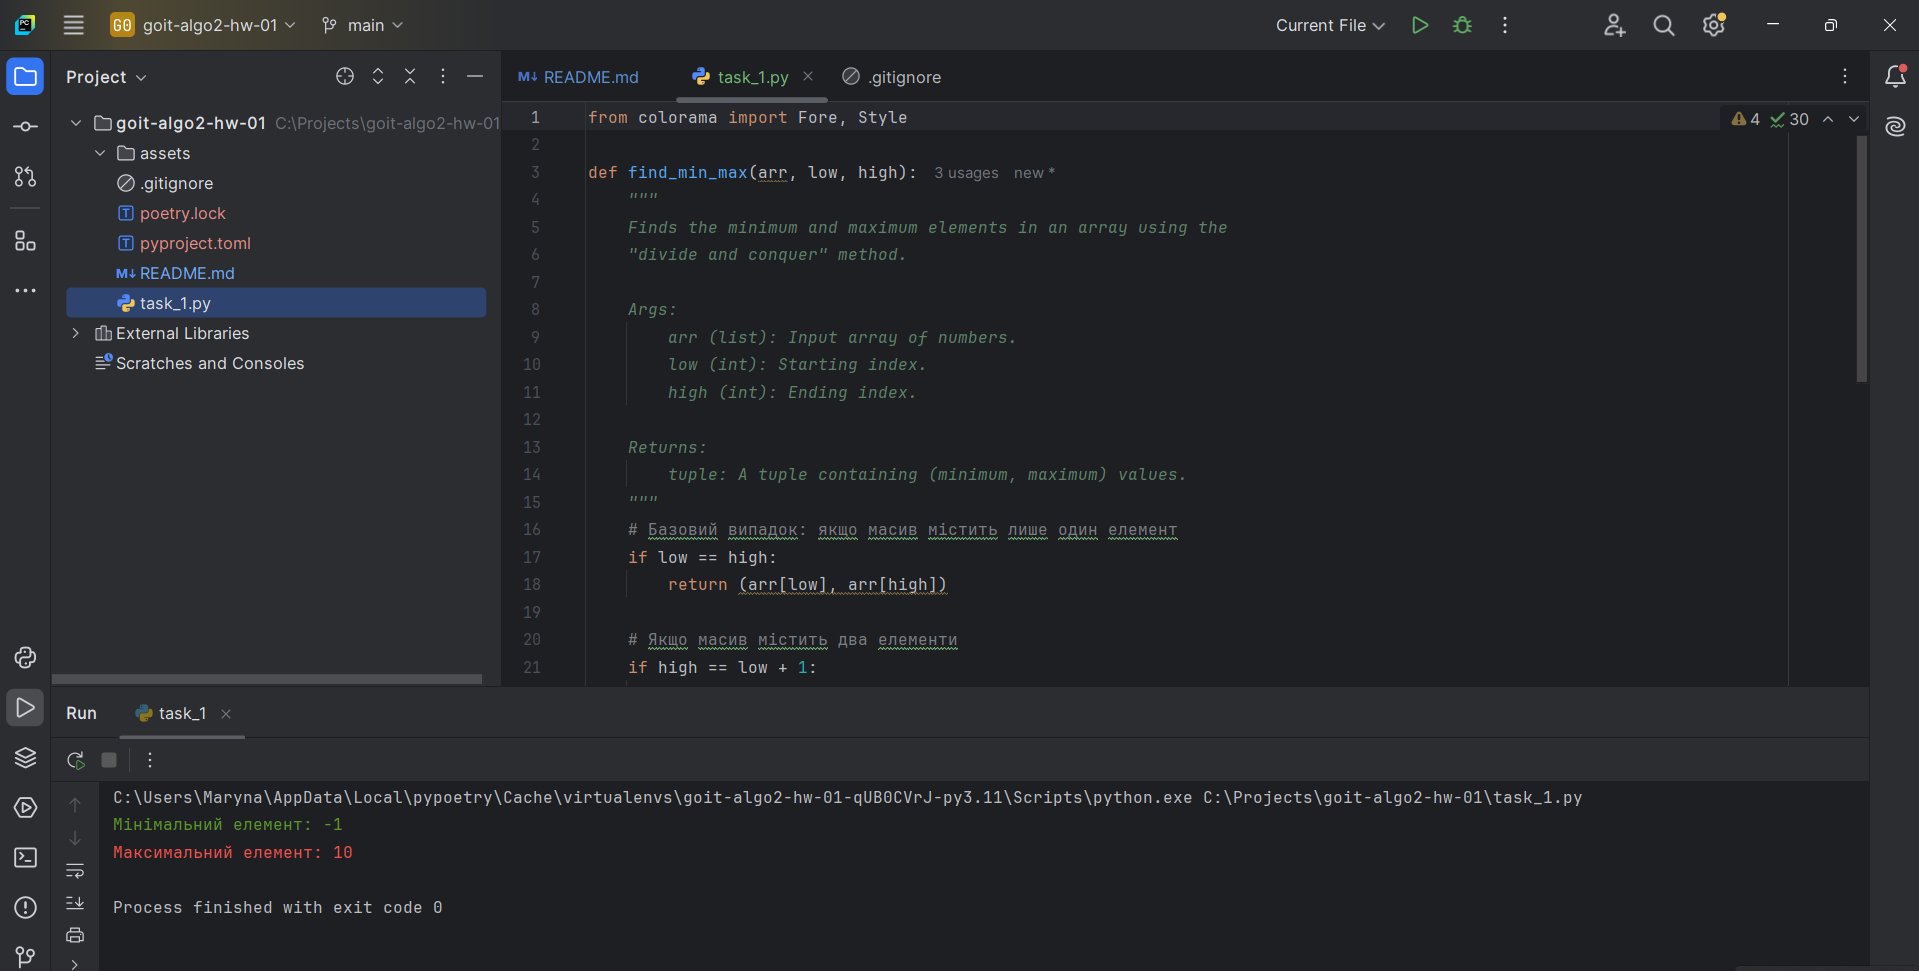 PC
GO goit-algo2-hw-01
main
Current File
Project
README.md
task_1.py
.gitignore
goit-algo2-hw-01 C:\Projects\goit-algo2-hw-01
assets
.gitignore
poetry.lock
pyproject.toml
README.md
task_1.py
External Libraries
Scratches and Consoles
4 30
1 from colorama import Fore, Style
2
3 def find_min_max(arr, low, high): 3 usages new *
4 """
5 Finds the minimum and maximum elements in an array using the
6 "divide and conquer" method.
7
8 Args:
9 arr (list): Input array of numbers.
10 low (int): Starting index.
11 high (int): Ending index.
12
13 Returns:
14 tuple: A tuple containing (minimum, maximum) values.
15 """
16 # Базовий випадок: якщо масив містить лише один елемент
17 if low == high:
18 return (arr[low], arr[high])
19
20 # Якщо масив містить два елементи
21 if high == low + 1:
Run task_1
C:\Users\Maryna\AppData\Local\pypoetry\Cache\virtualenvs\goit-algo2-hw-01-qUB0CVrJ-py3.11\Scripts\python.exe C:\Projects\goit-algo2-hw-01\task_1.py
Мінімальний елемент: -1
Максимальний елемент: 10
Process finished with exit code 0